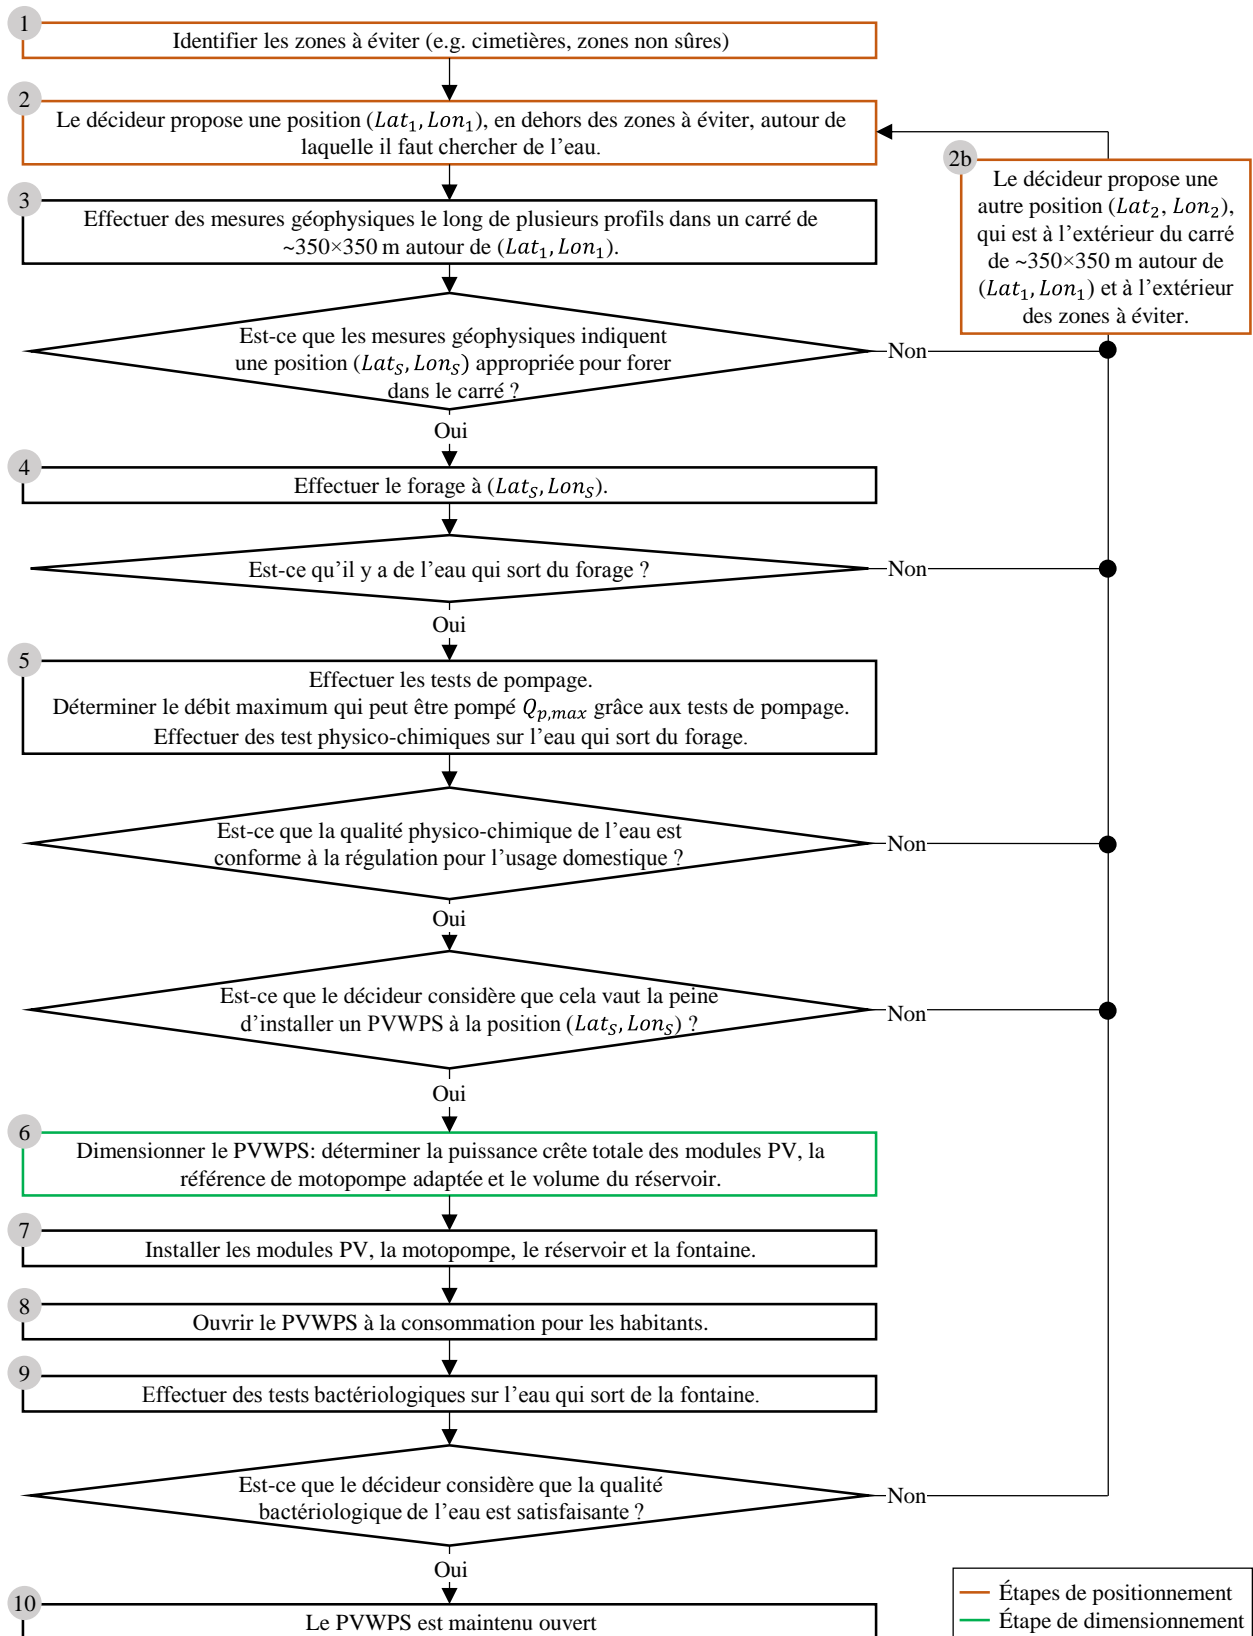 1
Identifier les zones à éviter (e.g. cimetières, zones non sûres)
2
Le décideur propose une position (Lat₁, Lon₁), en dehors des zones à éviter, autour de
laquelle il faut chercher de l’eau.
2b
Le décideur propose une
autre position (Lat₂, Lon₂),
qui est à l’extérieur du carré
de ~350×350 m autour de
(Lat₁, Lon₁) et à l’extérieur
des zones à éviter.
3
Effectuer des mesures géophysiques le long de plusieurs profils dans un carré de
~350×350 m autour de (Lat₁, Lon₁).
Est-ce que les mesures géophysiques indiquent
une position (Lat_S, Lon_S) appropriée pour forer
dans le carré ?
Non
Oui
4
Effectuer le forage à (Lat_S, Lon_S).
Est-ce qu’il y a de l’eau qui sort du forage ?
Non
Oui
5
Effectuer les tests de pompage.
Déterminer le débit maximum qui peut être pompé Q_p,max grâce aux tests de pompage.
Effectuer des test physico-chimiques sur l’eau qui sort du forage.
Est-ce que la qualité physico-chimique de l’eau est
conforme à la régulation pour l’usage domestique ?
Non
Oui
Est-ce que le décideur considère que cela vaut la peine
d’installer un PVWPS à la position (Lat_S, Lon_S) ?
Non
Oui
6
Dimensionner le PVWPS: déterminer la puissance crête totale des modules PV, la
référence de motopompe adaptée et le volume du réservoir.
7
Installer les modules PV, la motopompe, le réservoir et la fontaine.
8
Ouvrir le PVWPS à la consommation pour les habitants.
9
Effectuer des tests bactériologiques sur l’eau qui sort de la fontaine.
Est-ce que le décideur considère que la qualité
bactériologique de l’eau est satisfaisante ?
Non
Oui
10
Le PVWPS est maintenu ouvert
Étapes de positionnement
Étape de dimensionnement